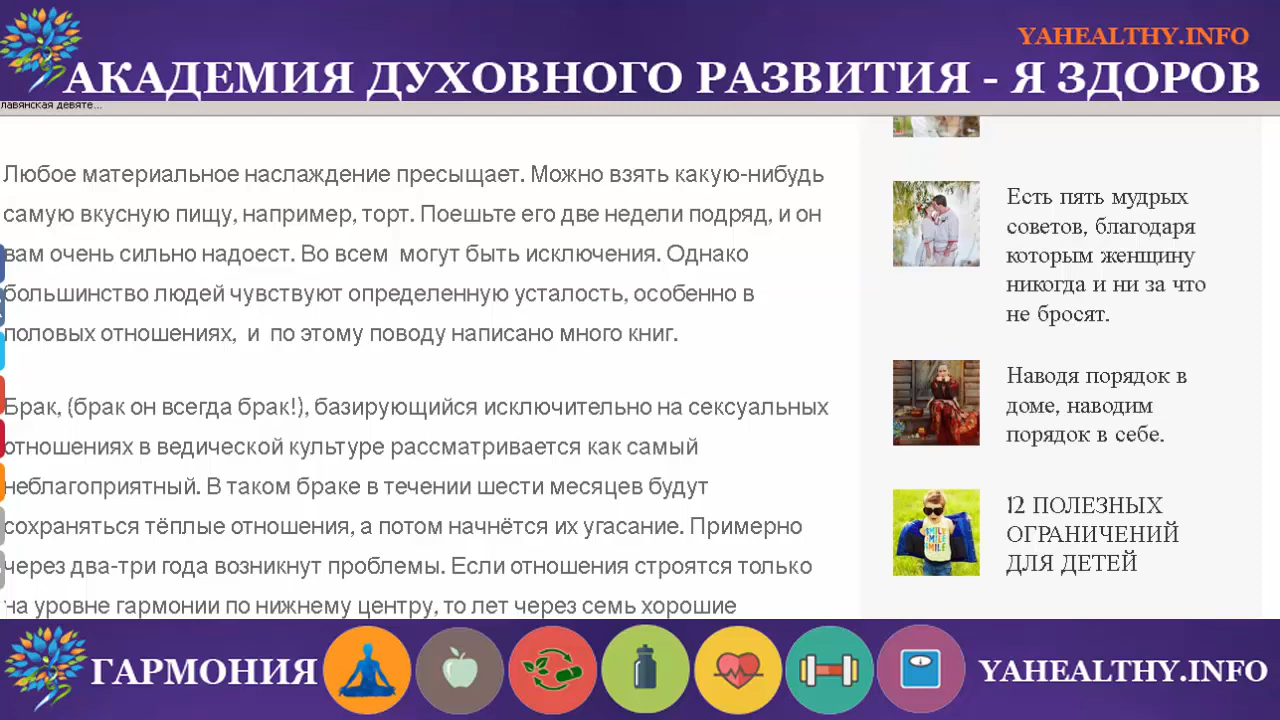 YAHEALTHY.INFO
АКАДЕМИЯ ДУХОВНОГО РАЗВИТИЯ - Я ЗДОРОВ
лавянская девяте...
Любое материальное наслаждение пресыщает. Можно взять какую-нибудь
самую вкусную пищу, например, торт. Поешьте его две недели подряд, и он
вам очень сильно надоест. Во всем могут быть исключения. Однако
большинство людей чувствуют определенную усталость, особенно в
половых отношениях, и по этому поводу написано много книг.
Брак, (брак он всегда брак!), базирующийся исключительно на сексуальных
отношениях в ведической культуре рассматривается как самый
неблагоприятный. В таком браке в течении шести месяцев будут
сохраняться тёплые отношения, а потом начнётся их угасание. Примерно
через два-три года возникнут проблемы. Если отношения строятся только
на уровне гармонии по нижнему центру, то лет через семь хорошие
Есть пять мудрых
советов, благодаря
которым женщину
никогда и ни за что
не бросят.
Наводя порядок в
доме, наводим
порядок в себе.
SMILE
SMILE
SMILE
12 ПОЛЕЗНЫХ
ОГРАНИЧЕНИЙ
ДЛЯ ДЕТЕЙ
ГАРМОНИЯ
YAHEALTHY.INFO